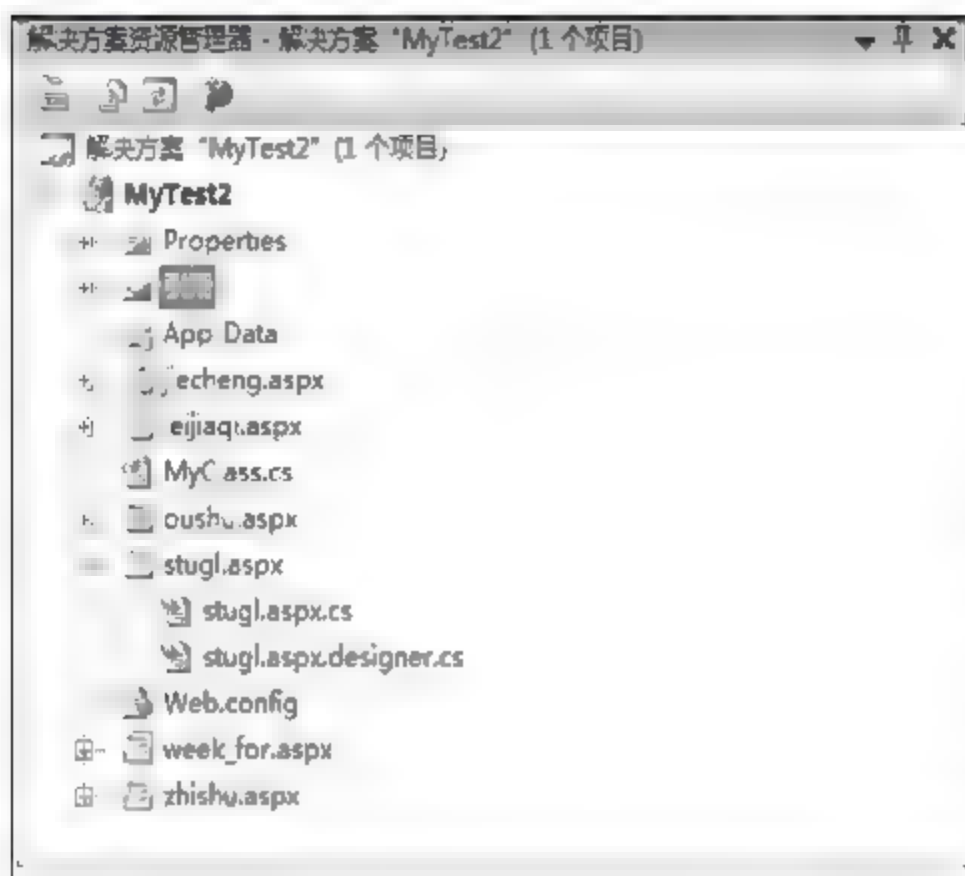 解决方案资源管理器 - 解决方案 "MyTest2" (1 个项目)
解决方案 "MyTest2" (1 个项目)
MyTest2
Properties
App Data
echeng.aspx
eijiaqi.aspx
MyC ass.cs
oushu.aspx
stugl.aspx
stugl.aspx.cs
stugl.aspx.designer.cs
Web.config
week_for.aspx
zhishu.aspx